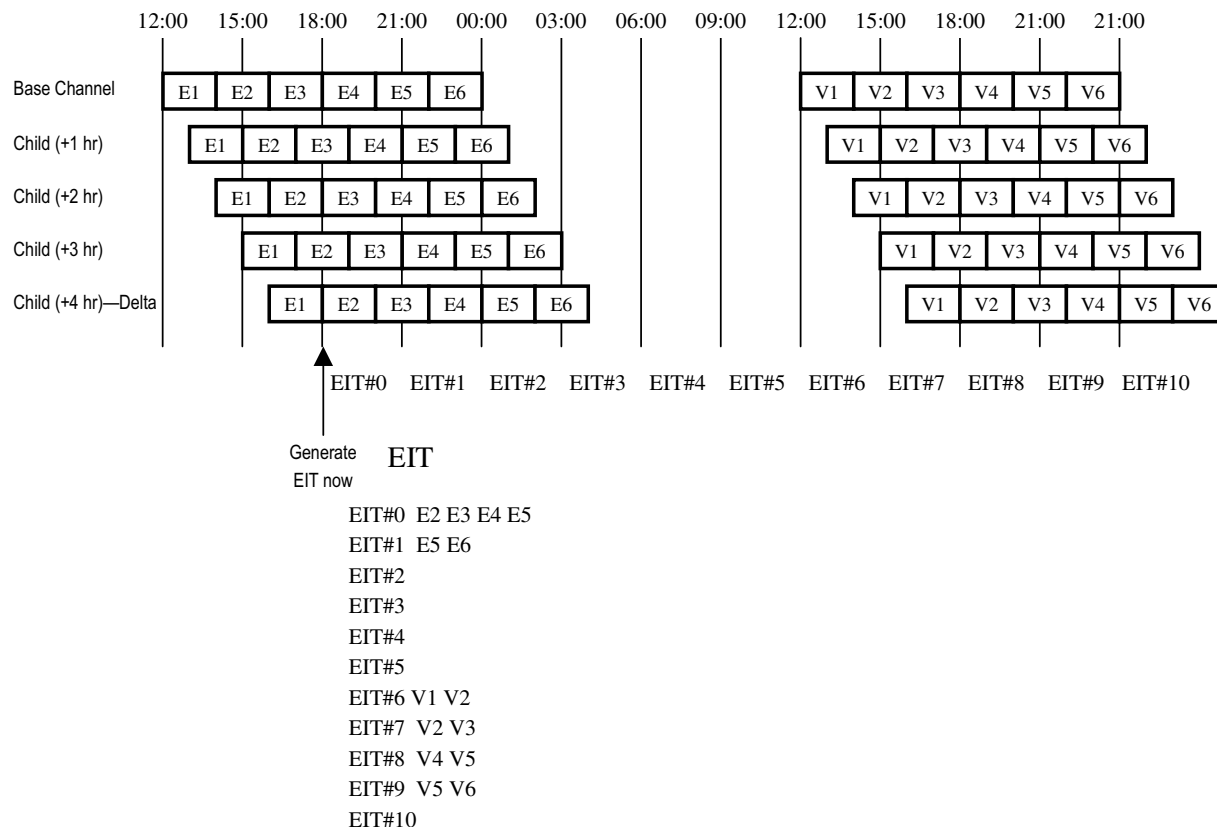 12:00 15:00 18:00 21:00 00:00 03:00 06:00 09:00 12:00 15:00 18:00 21:00 21:00
Base Channel E1 E2 E3 E4 E5 E6 V1 V2 V3 V4 V5 V6
Child (+1 hr) E1 E2 E3 E4 E5 E6 V1 V2 V3 V4 V5 V6
Child (+2 hr) E1 E2 E3 E4 E5 E6 V1 V2 V3 V4 V5 V6
Child (+3 hr) E1 E2 E3 E4 E5 E6 V1 V2 V3 V4 V5 V6
Child (+4 hr)—Delta E1 E2 E3 E4 E5 E6 V1 V2 V3 V4 V5 V6
EIT#0 EIT#1 EIT#2 EIT#3 EIT#4 EIT#5 EIT#6 EIT#7 EIT#8 EIT#9 EIT#10
Generate
EIT now
EIT
EIT#0 E2 E3 E4 E5
EIT#1 E5 E6
EIT#2
EIT#3
EIT#4
EIT#5
EIT#6 V1 V2
EIT#7 V2 V3
EIT#8 V4 V5
EIT#9 V5 V6
EIT#10